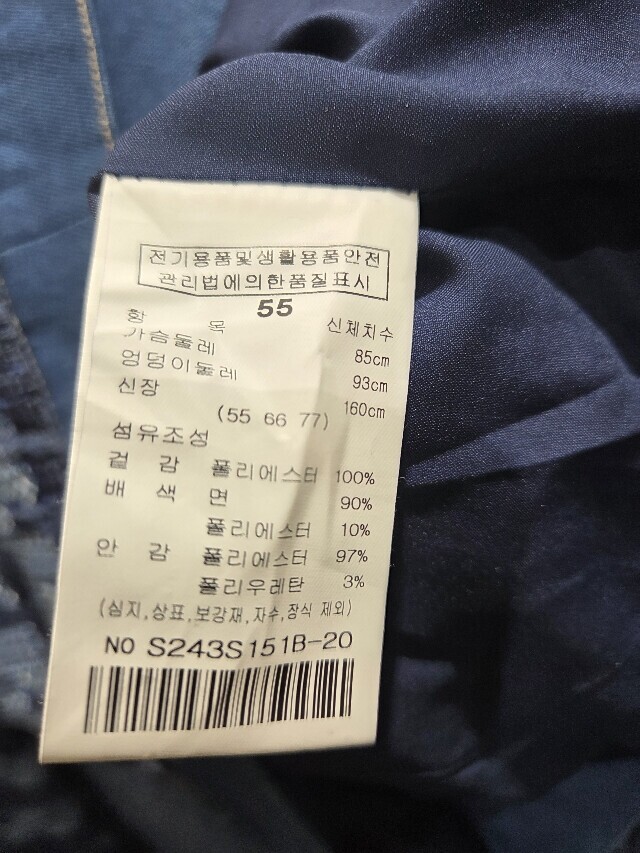 전기용품및생활용품안전
관리법에의한품질표시
55
항 목 신체치수
가슴둘레 85cm
엉덩이둘레 93cm
신장 160cm
(55 66 77)
섬유조성
겉 감 폴리에스터 100%
배 색 면 90%
폴리에스터 10%
안 감 폴리에스터 97%
폴리우레탄 3%
(심지,상표,보강재,자수,장식 제외)
NO S243S151B-20